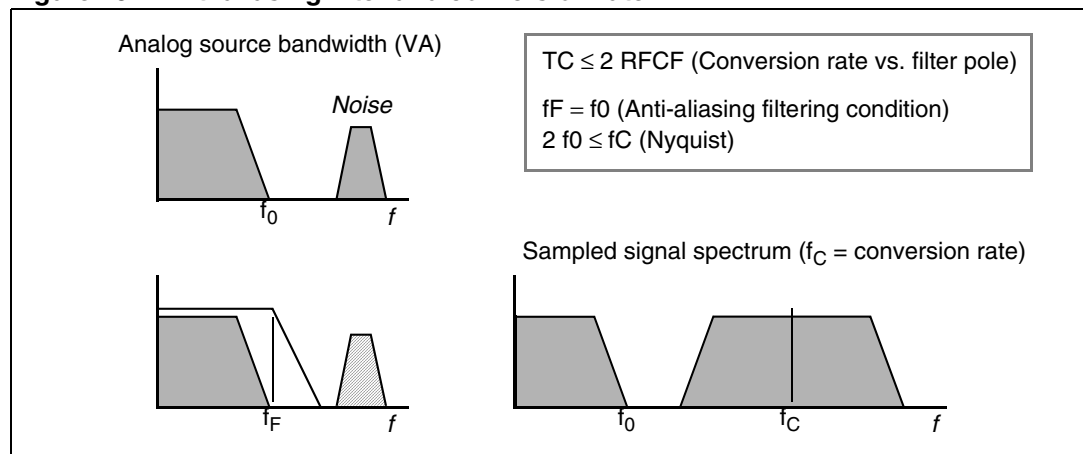 Analog source bandwidth (VA)
TC ≤ 2 RFCF (Conversion rate vs. filter pole)
fF = f0 (Anti-aliasing filtering condition)
2 f0 ≤ fC (Nyquist)
Noise
f0
f
Sampled signal spectrum (fC = conversion rate)
fF
f
f0
fC
f